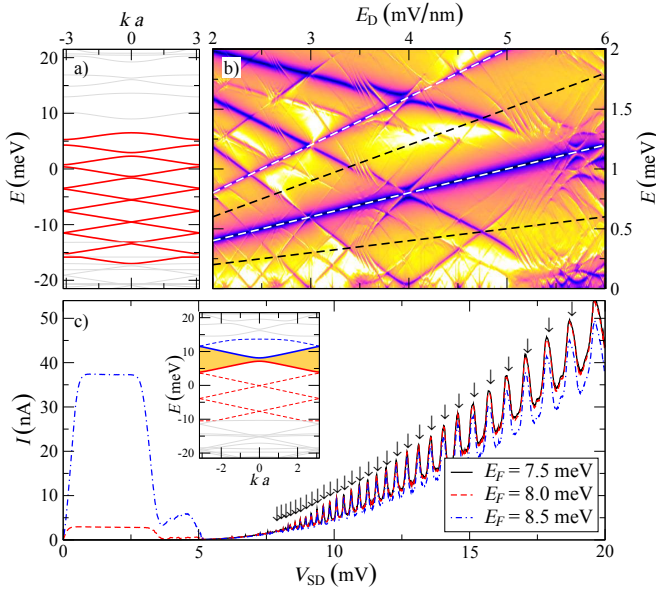 k a
-3 0 3
E_D (mV/nm)
2 3 4 5 6
a)
b)
20
10
0
-10
-20
E (meV)
2
1.5
1
0.5
0
E (meV)
c)
50
40
30
20
10
0
I (nA)
20
10
0
-10
-20
E (meV)
-2 0 2
k a
E_F = 7.5 meV
E_F = 8.0 meV
E_F = 8.5 meV
0 5 10 15 20
V_SD (mV)